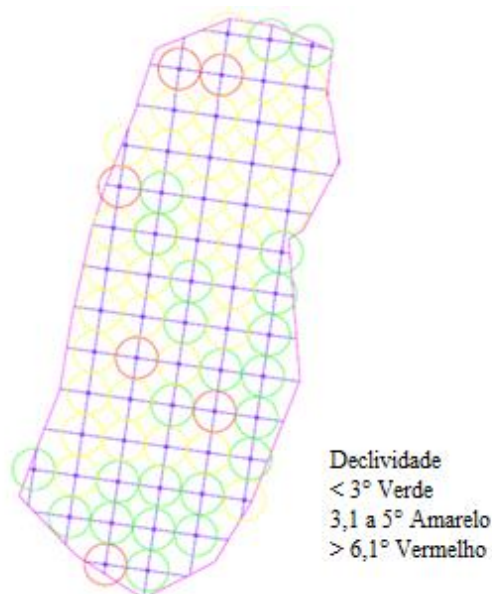 Declividade
< 3° Verde
3,1 a 5° Amarelo
> 6,1° Vermelho